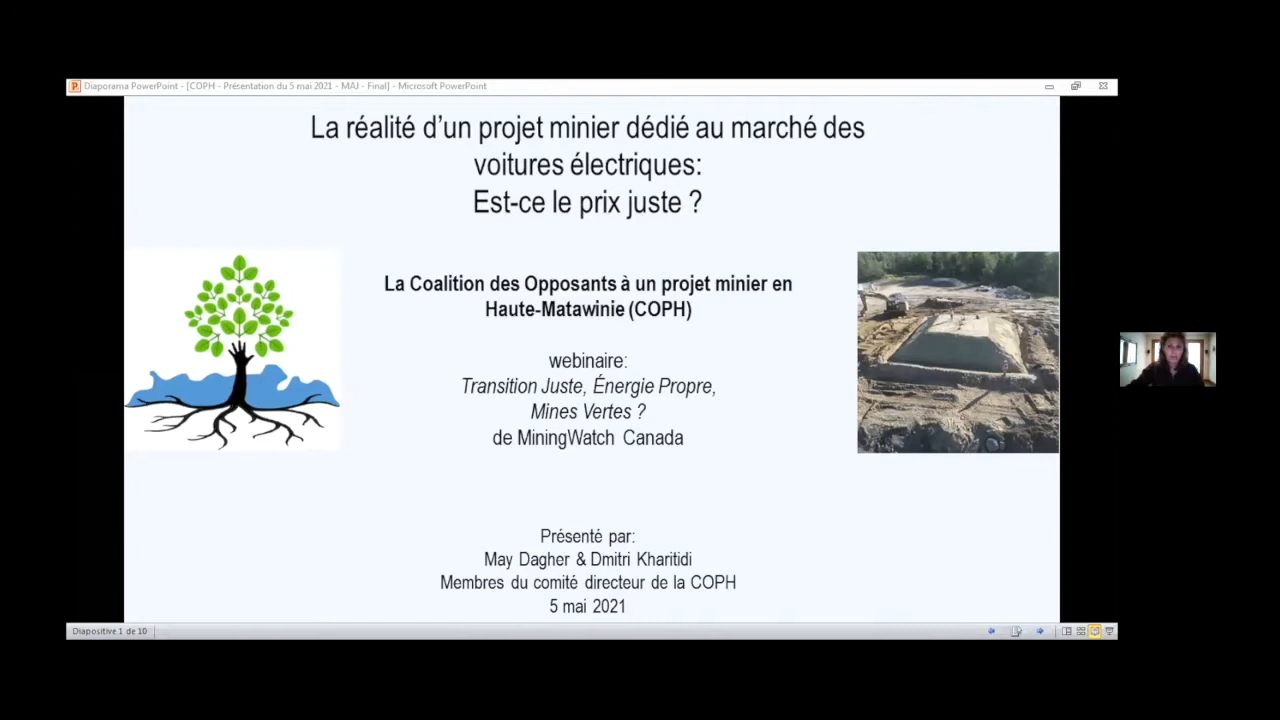 Diaporama PowerPoint - [COPH - Présentation du 5 mai 2021 - MAJ - Final] - Microsoft PowerPoint
La réalité d'un projet minier dédié au marché des
voitures électriques:
Est-ce le prix juste ?
La Coalition des Opposants à un projet minier en
Haute-Matawinie (COPH)
webinaire:
Transition Juste, Énergie Propre,
Mines Vertes ?
de MiningWatch Canada
Présenté par:
May Dagher & Dmitri Kharitidi
Membres du comité directeur de la COPH
5 mai 2021
Diapositive 1 de 10